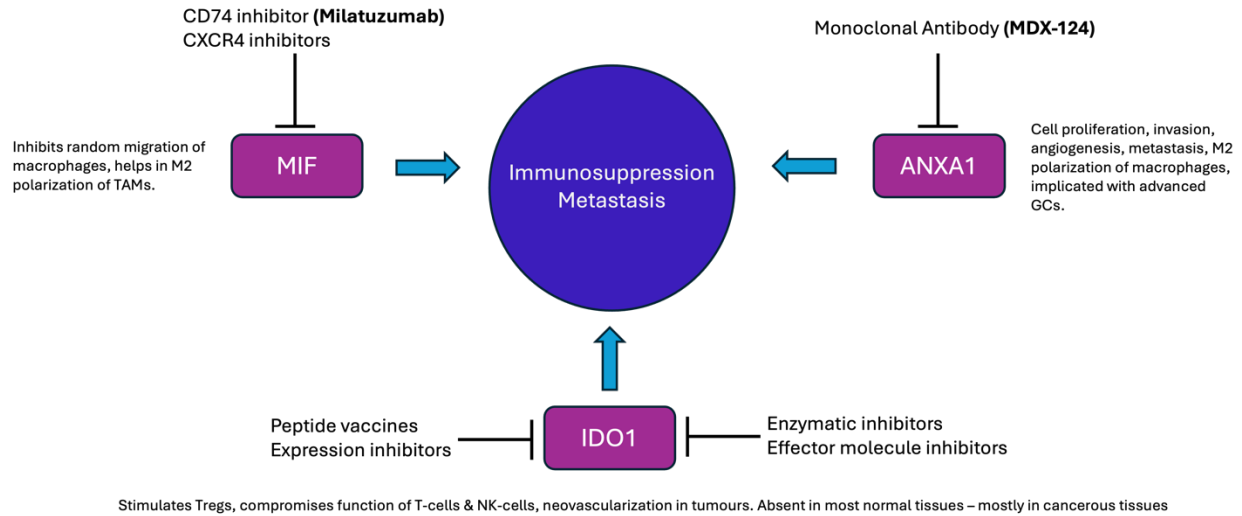 CD74 inhibitor (Milatuzumab)
CXCR4 inhibitors
Monoclonal Antibody (MDX-124)
Inhibits random migration of
macrophages, helps in M2
polarization of TAMs.
MIF
Immunosuppression
Metastasis
ANXA1
Cell proliferation, invasion,
angiogenesis, metastasis, M2
polarization of macrophages,
implicated with advanced
GCs.
Peptide vaccines
Expression inhibitors
IDO1
Enzymatic inhibitors
Effector molecule inhibitors
Stimulates Tregs, compromises function of T-cells & NK-cells, neovascularization in tumours. Absent in most normal tissues – mostly in cancerous tissues